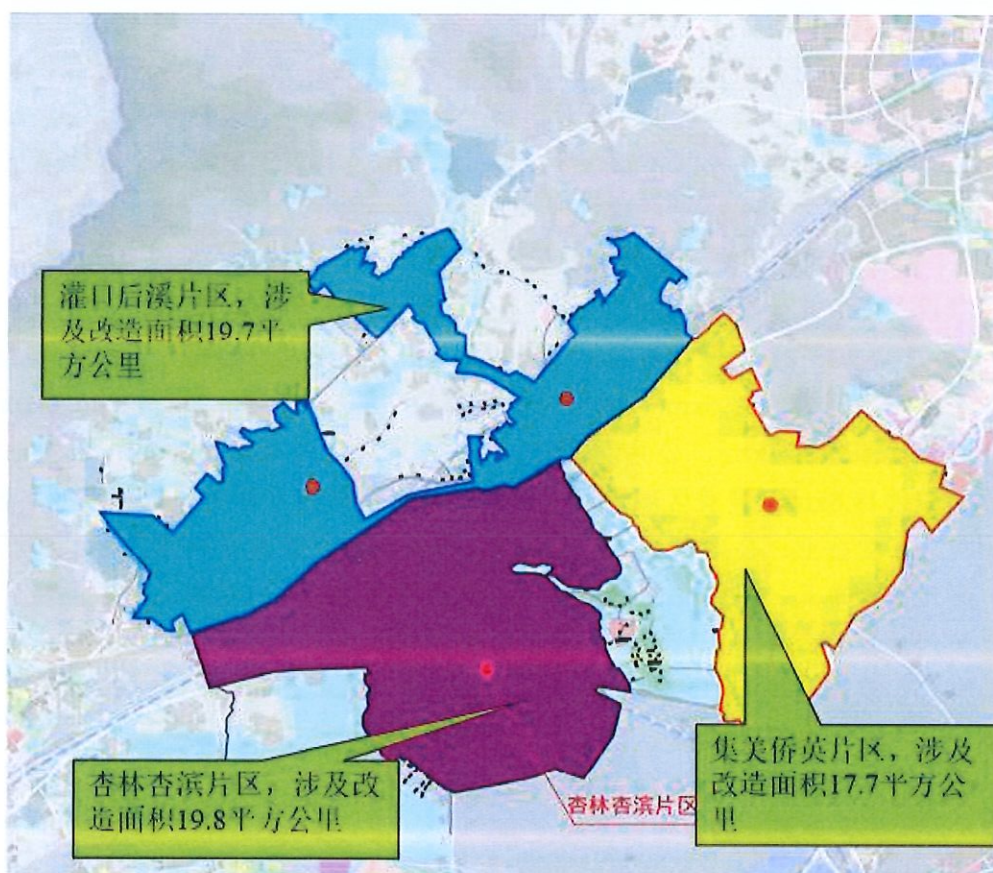 灌口后溪片区，涉
及改造面积19.7平
方公里
杏林杏滨片区，涉及改
造面积19.8平方公里
杏林杏滨片区
集美侨英片区，涉及
改造面积17.7平方公
里